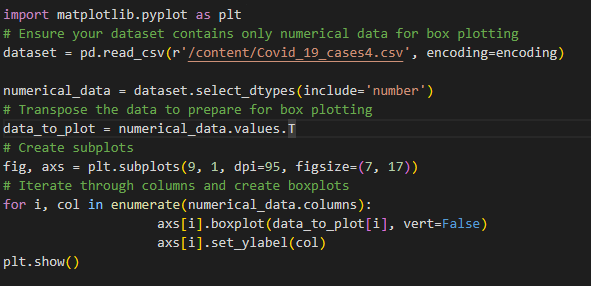 import matplotlib.pyplot as plt
# Ensure your dataset contains only numerical data for box plotting
dataset = pd.read_csv(r'/content/Covid_19_cases4.csv', encoding=encoding)

numerical_data = dataset.select_dtypes(include='number')
# Transpose the data to prepare for box plotting
data_to_plot = numerical_data.values.T
# Create subplots
fig, axs = plt.subplots(9, 1, dpi=95, figsize=(7, 17))
# Iterate through columns and create boxplots
for i, col in enumerate(numerical_data.columns):
                    axs[i].boxplot(data_to_plot[i], vert=False)
                    axs[i].set_ylabel(col)
plt.show()